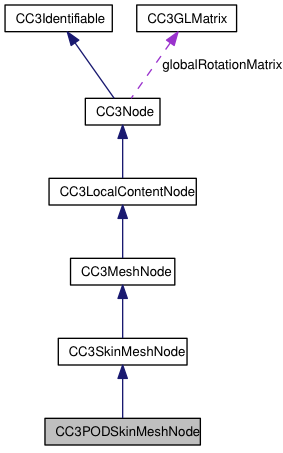 CC3Identifiable
CC3GLMatrix
globalRotationMatrix
CC3Node
CC3LocalContentNode
CC3MeshNode
CC3SkinMeshNode
CC3PODSkinMeshNode